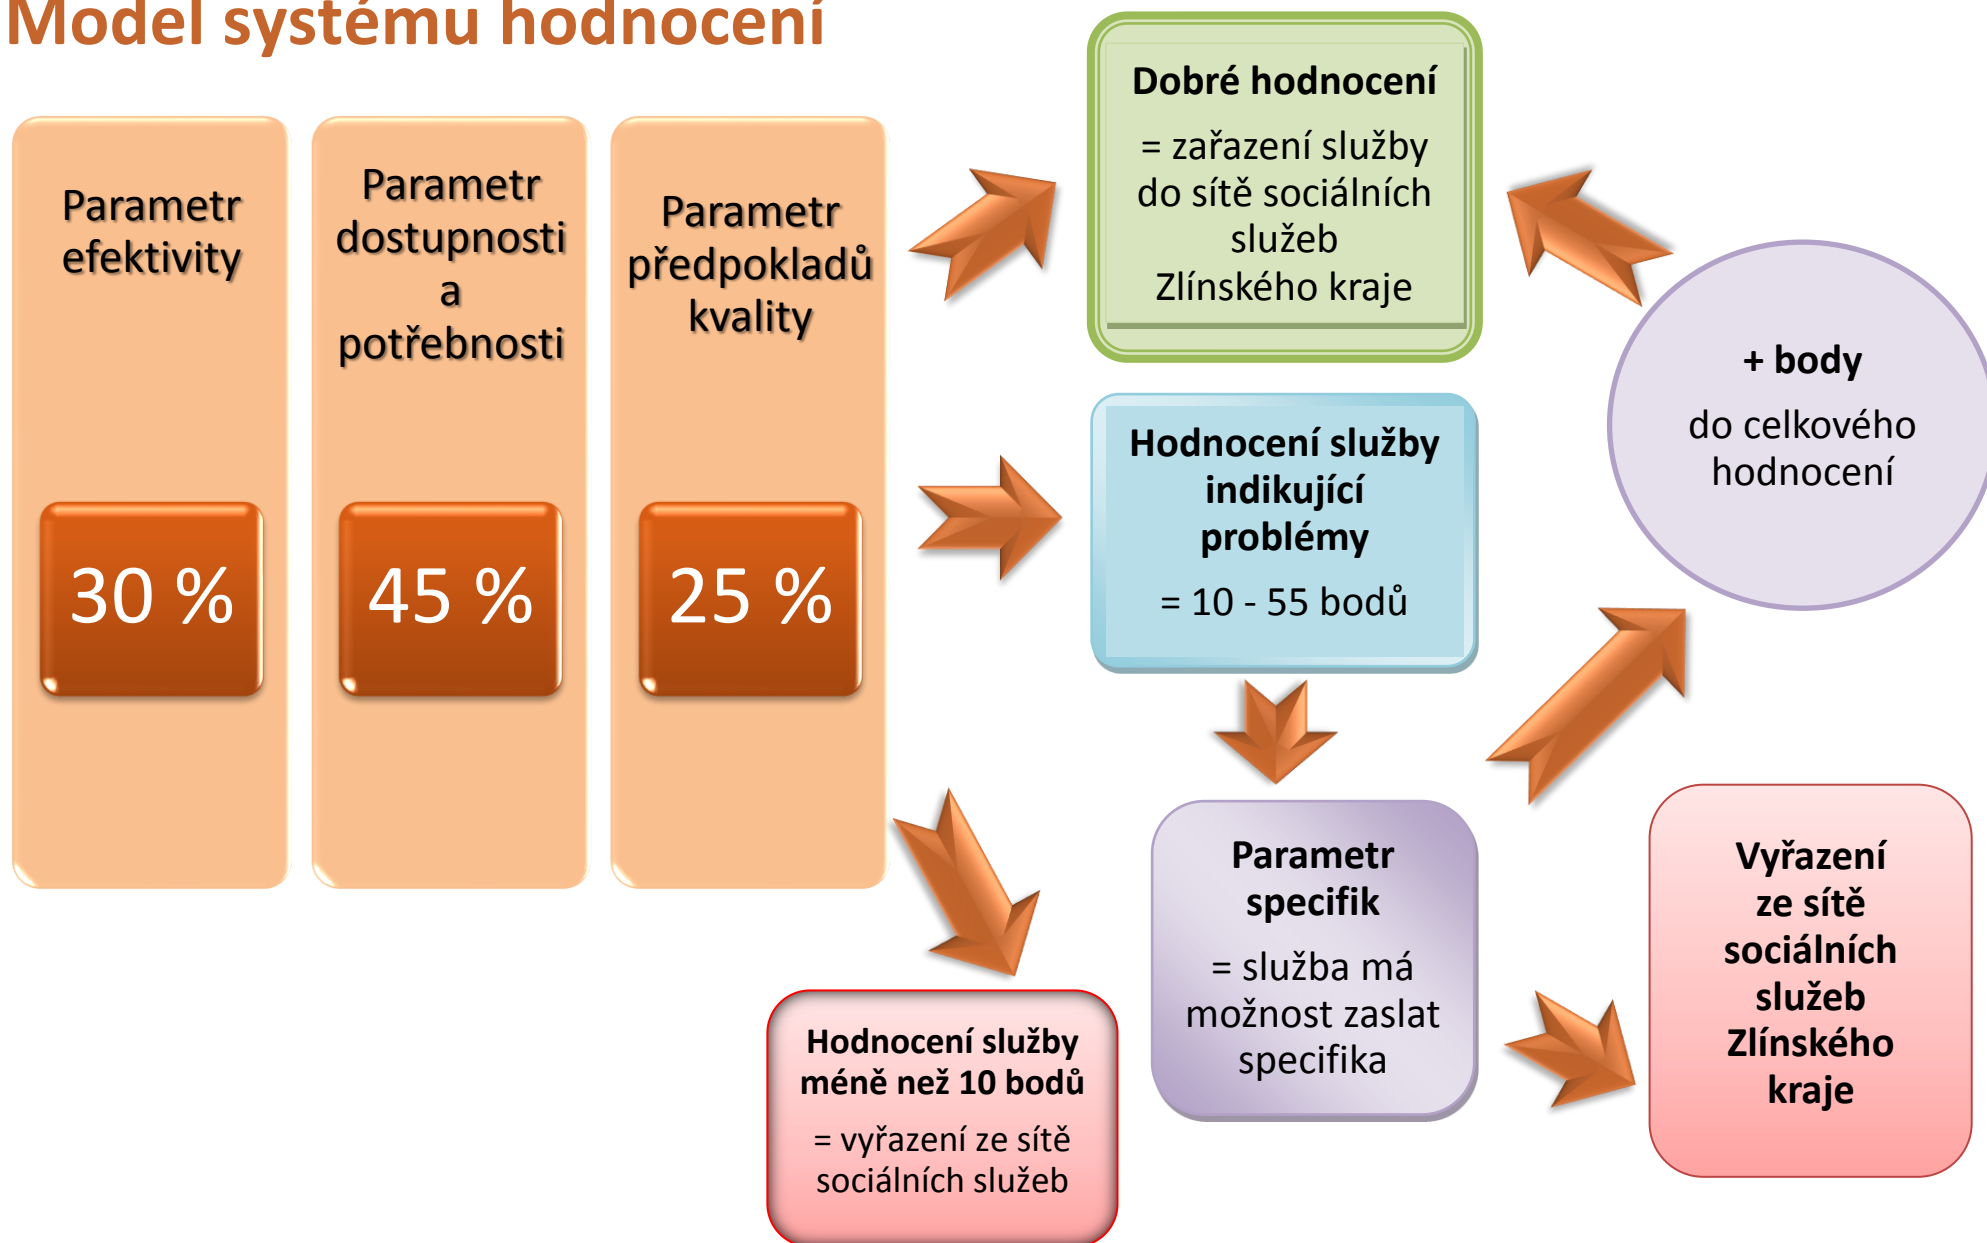 Model systému hodnocení
Parametr
efektivity
30 %
Parametr
dostupnosti
a
potřebnosti
45 %
Parametr
předpokladů
kvality
25 %
Dobré hodnocení
= zařazení služby
do sítě sociálních
služeb
Zlínského kraje
Hodnocení služby
indikující
problémy
= 10 - 55 bodů
+ body
do celkového
hodnocení
Parametr
specifik
= služba má
možnost zaslat
specifika
Vyřazení
ze sítě
sociálních
služeb
Zlínského
kraje
Hodnocení služby
méně než 10 bodů
= vyřazení ze sítě
sociálních služeb